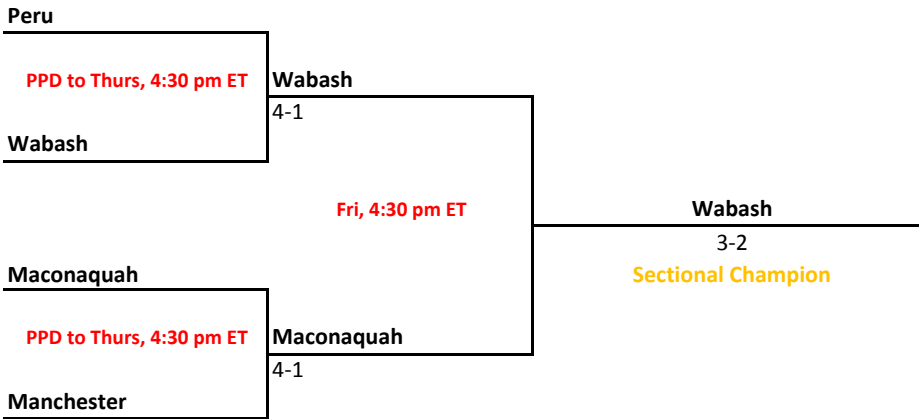 Peru
PPD to Thurs, 4:30 pm ET
Wabash
4-1
Wabash
Fri, 4:30 pm ET
Wabash
3-2
Sectional Champion
Maconaquah
PPD to Thurs, 4:30 pm ET
Maconaquah
4-1
Manchester